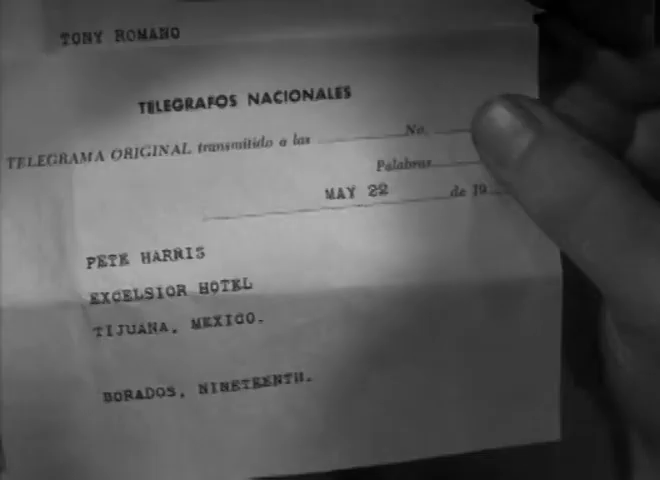 TONY ROMANO
TELEGRAFOS NACIONALES
TELEGRAMA ORIGINAL transmitido a las No.
Palabras
MAY 22 de 19
PETE HARRIS
EXCELSIOR HOTEL
TIJUANA, MEXICO.
BORADOS, NINETEENTH.